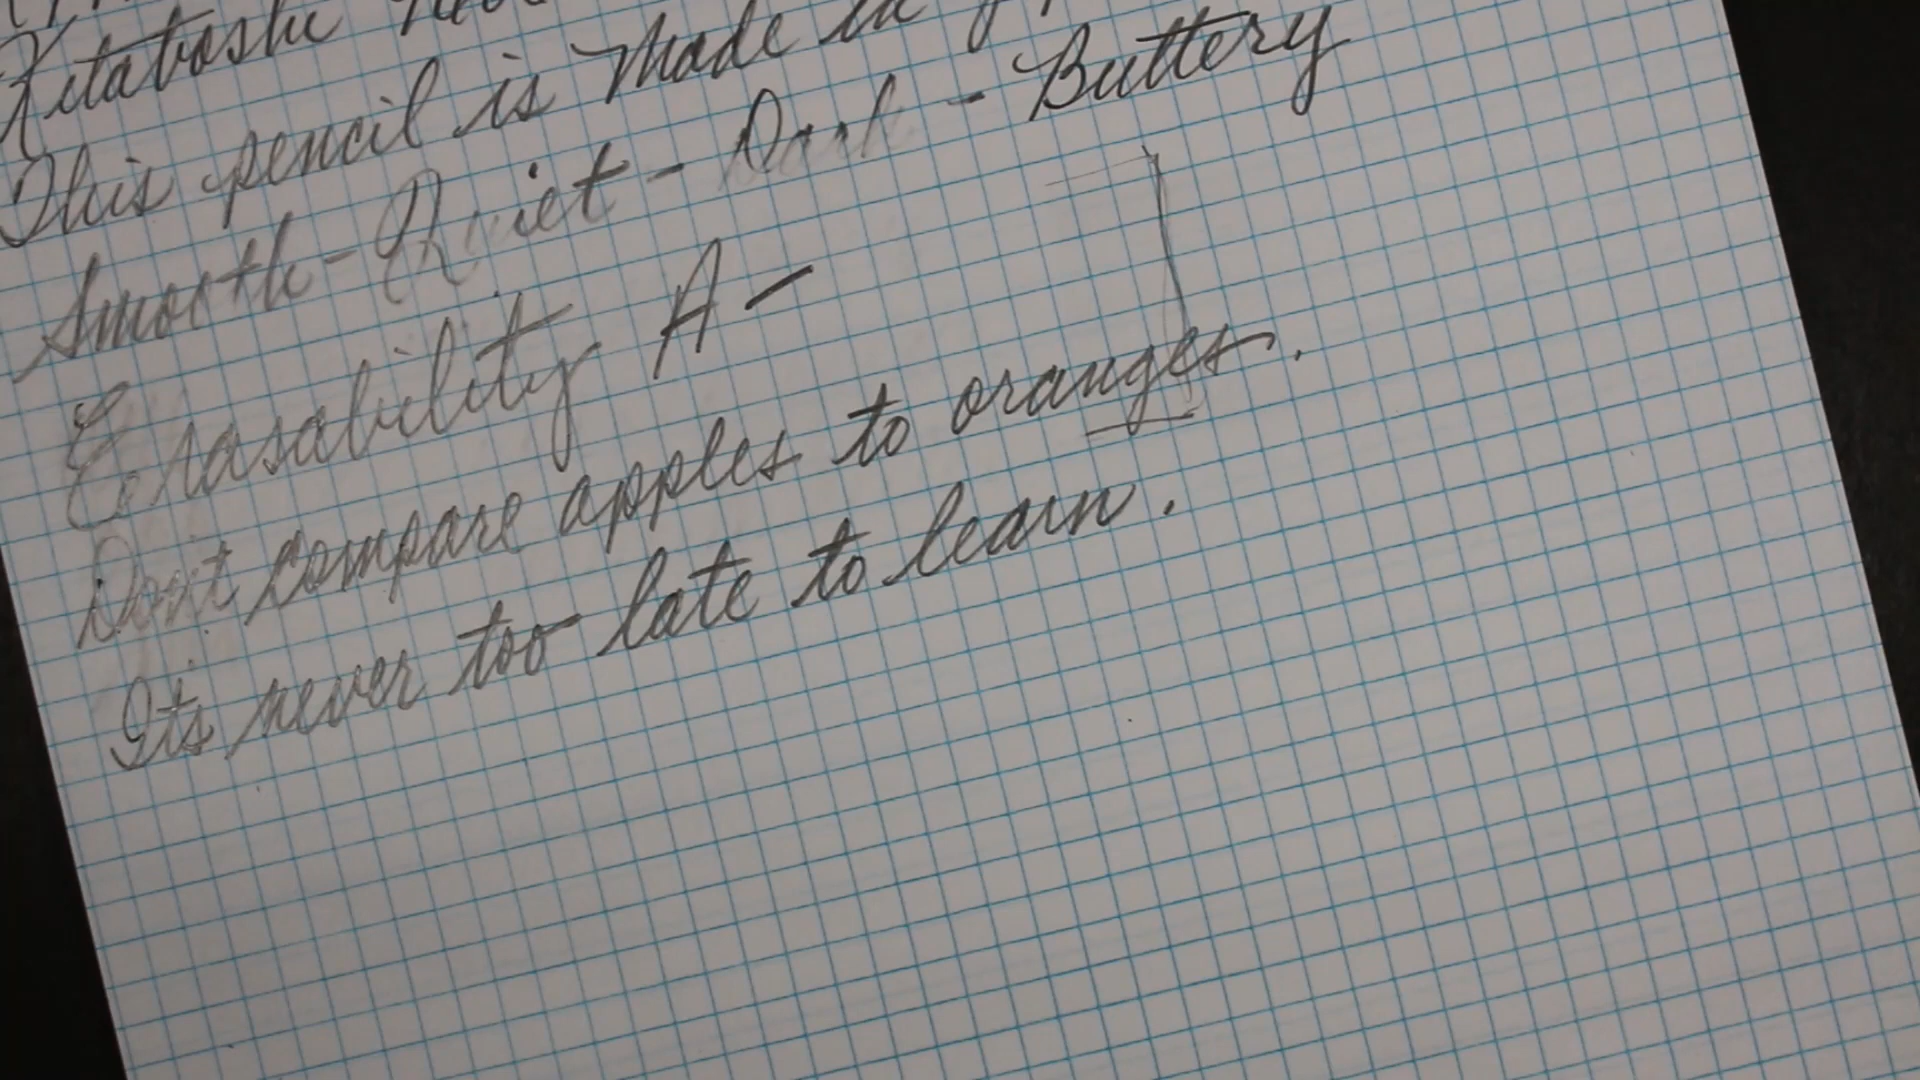 Kitaboshi
This pencil is made in
Smooth - Quiet - Dark - Buttery
Erasability A-
Don't compare apples to oranges.
Its never too late to learn.